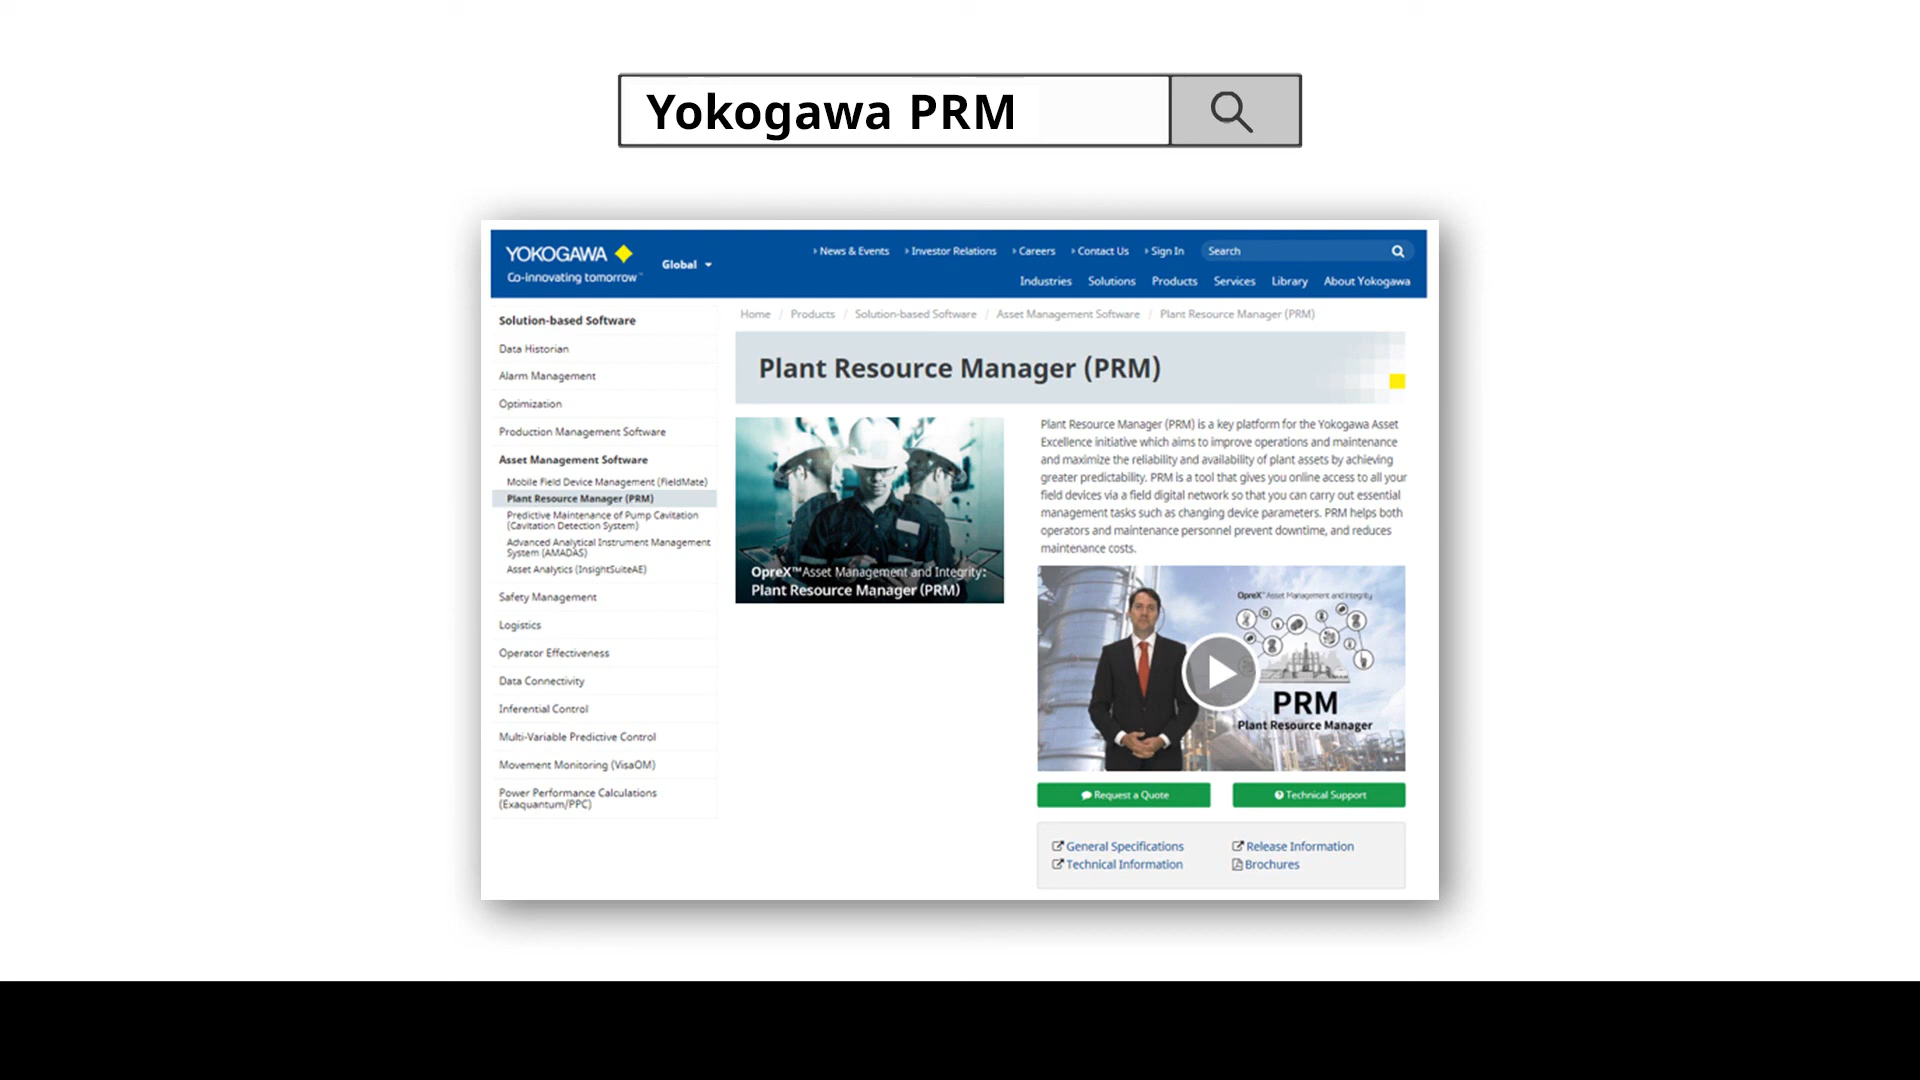 Yokogawa PRM
YOKOGAWA
Co-innovating tomorrow™
Global
News & Events
Investor Relations
Careers
Contact Us
Sign In
Search
Industries
Solutions
Products
Services
Library
About Yokogawa
Solution-based Software
Data Historian
Alarm Management
Optimization
Production Management Software
Asset Management Software
Mobile Field Device Management (FieldMate)
Plant Resource Manager (PRM)
Predictive Maintenance of Pump Cavitation
(Cavitation Detection System)
Advanced Analytical Instrument Management
System (AMADAS)
Asset Analytics (InsightSuiteAE)
Safety Management
Logistics
Operator Effectiveness
Data Connectivity
Inferential Control
Multi-Variable Predictive Control
Movement Monitoring (VisaOM)
Power Performance Calculations
(Exaquantum/PPC)
Home / Products / Solution-based Software / Asset Management Software / Plant Resource Manager (PRM)
Plant Resource Manager (PRM)
OpreX™Asset Management and Integrity:
Plant Resource Manager (PRM)
Plant Resource Manager (PRM) is a key platform for the Yokogawa Asset
Excellence initiative which aims to improve operations and maintenance
and maximize the reliability and availability of plant assets by achieving
greater predictability. PRM is a tool that gives you online access to all your
field devices via a field digital network so that you can carry out essential
management tasks such as changing device parameters. PRM helps both
operators and maintenance personnel prevent downtime, and reduces
maintenance costs.
OpreX™ Asset Management and Integrity
PRM
Plant Resource Manager
Request a Quote
Technical Support
General Specifications
Release Information
Technical Information
Brochures